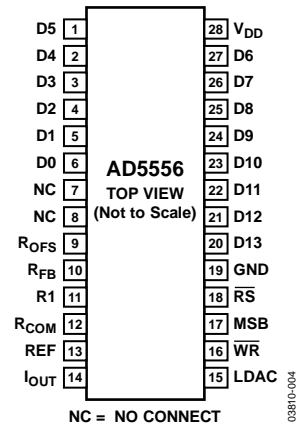 D5 1 28 VDD
D4 2 27 D6
D3 3 26 D7
D2 4 25 D8
D1 5 24 D9
D0 6 23 D10
AD5556
NC 7 22 D11
TOP VIEW
NC 8 21 D12
(Not to Scale)
ROFS 9 20 D13
RFB 10 19 GND
R1 11 18 R̅S̅
RCOM 12 17 MSB
REF 13 16 W̅R̅
IOUT 14 15 LDAC
NC = NO CONNECT
03810-004